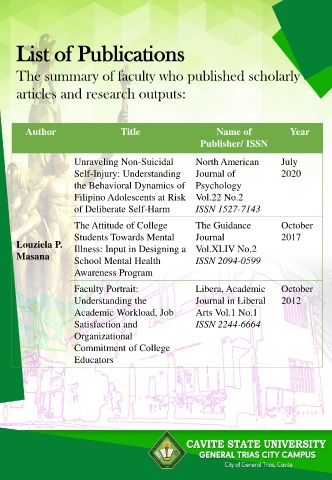 List of Publications
The summary of faculty who published scholarly
articles and research outputs:
Author Title Name of Publisher/ ISSN Year
Louziela P.
Masana
Unraveling Non-Suicidal
Self-Injury: Understanding
the Behavioral Dynamics of
Filipino Adolescents at Risk
of Deliberate Self-Harm
North American
Journal of
Psychology
Vol.22 No.2
ISSN 1527-7143
July
2020
The Attitude of College
Students Towards Mental
Illness: Input in Designing a
School Mental Health
Awareness Program
The Guidance
Journal
Vol.XLIV No.2
ISSN 2094-0599
October
2017
Faculty Portrait:
Understanding the
Academic Workload, Job
Satisfaction and
Organizational
Commitment of College
Educators
Libera, Academic
Journal in Liberal
Arts Vol.1 No.1
ISSN 2244-6664
October
2012
CAVITE STATE UNIVERSITY
GENERAL TRIAS CITY CAMPUS
City of General Trias, Cavite